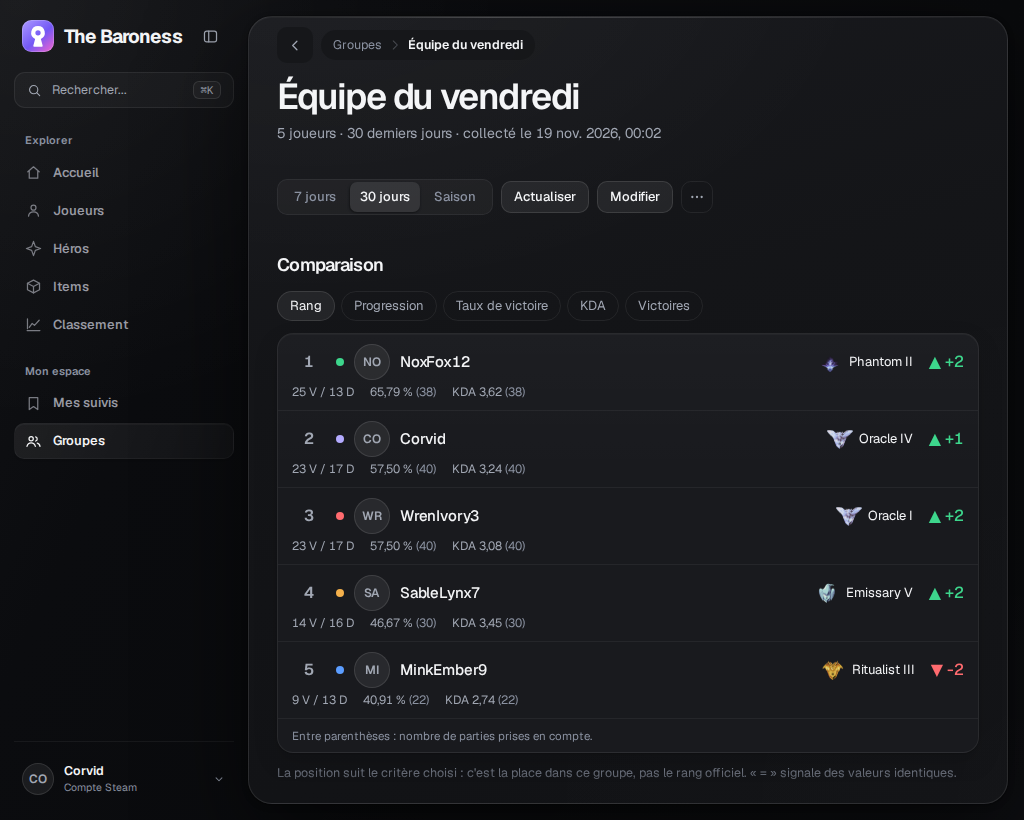 The Baroness
Rechercher... ⌘K
Explorer
Accueil
Joueurs
Héros
Items
Classement
Mon espace
Mes suivis
Groupes
CO Corvid
Compte Steam
Groupes > Équipe du vendredi
Équipe du vendredi
5 joueurs · 30 derniers jours · collecté le 19 nov. 2026, 00:02
7 jours 30 jours Saison Actualiser Modifier ...
Comparaison
Rang Progression Taux de victoire KDA Victoires
1 NO NoxFox12 Phantom II ▲ +2
25 V / 13 D 65,79 % (38) KDA 3,62 (38)
2 CO Corvid Oracle IV ▲ +1
23 V / 17 D 57,50 % (40) KDA 3,24 (40)
3 WR WrenIvory3 Oracle I ▲ +2
23 V / 17 D 57,50 % (40) KDA 3,08 (40)
4 SA SableLynx7 Emissary V ▲ +2
14 V / 16 D 46,67 % (30) KDA 3,45 (30)
5 MI MinkEmber9 Ritualist III ▼ -2
9 V / 13 D 40,91 % (22) KDA 2,74 (22)
Entre parenthèses : nombre de parties prises en compte.
La position suit le critère choisi : c'est la place dans ce groupe, pas le rang officiel. « = » signale des valeurs identiques.